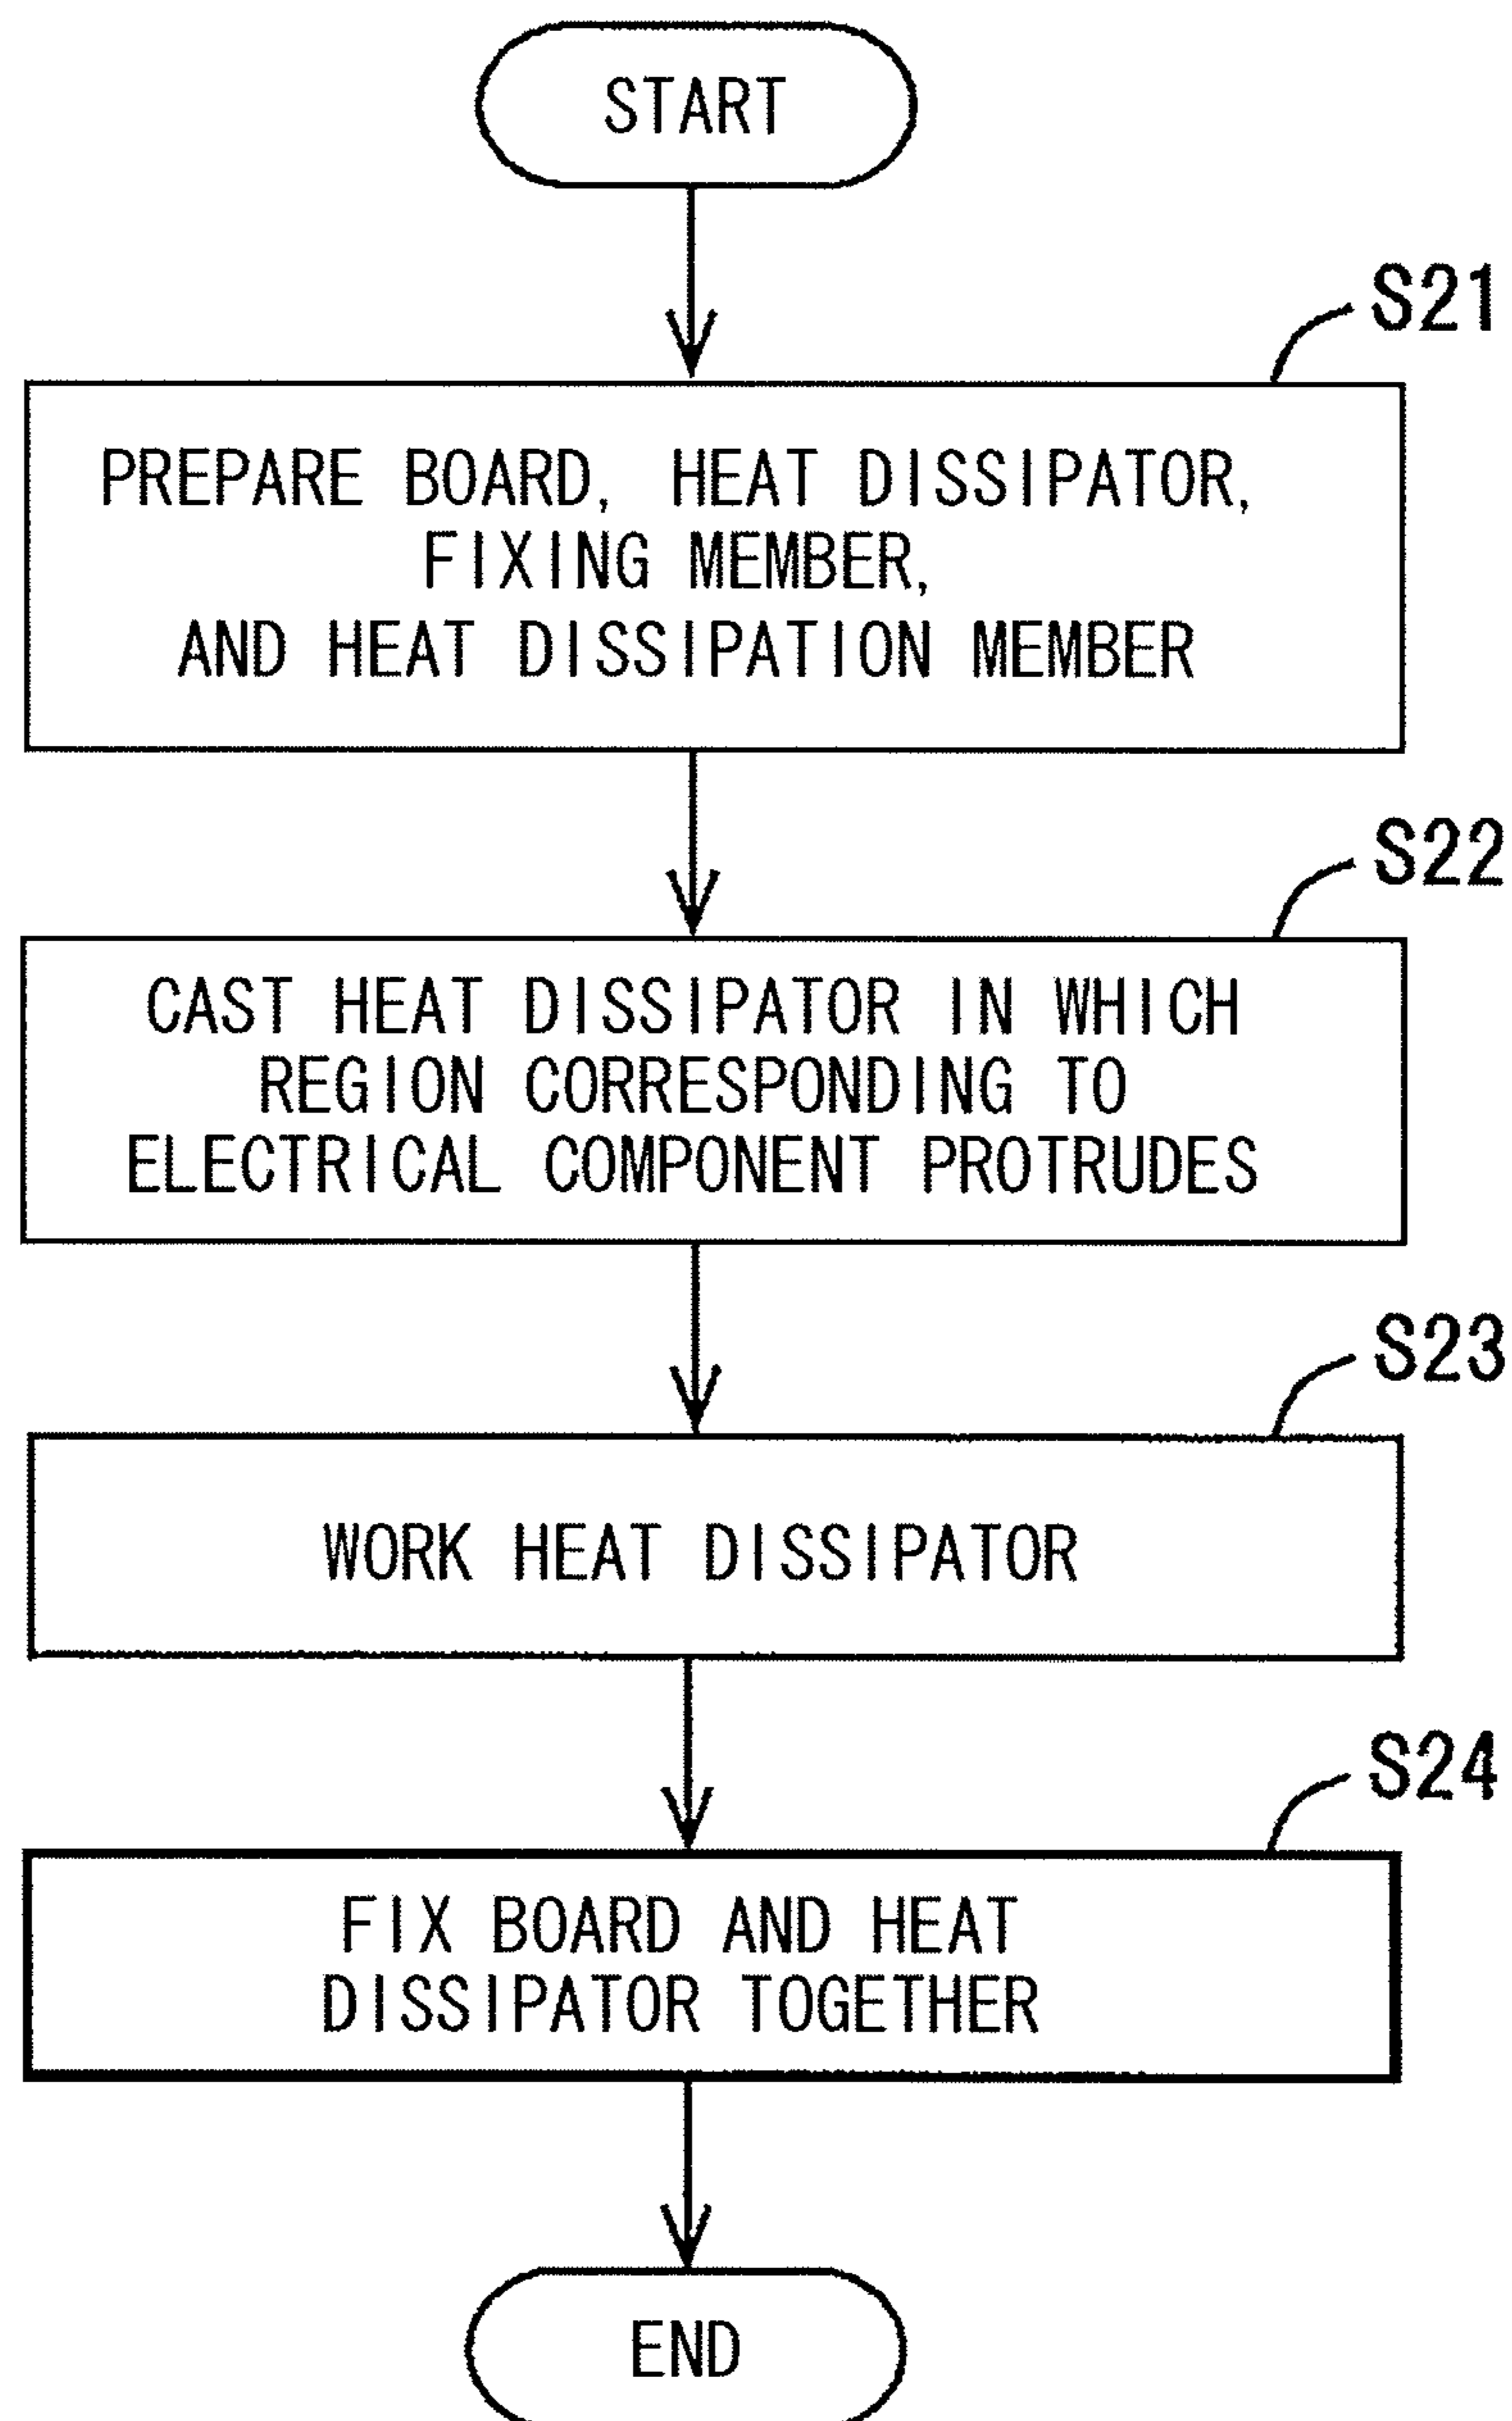 START
S21
PREPARE BOARD, HEAT DISSIPATOR,
FIXING MEMBER,
AND HEAT DISSIPATION MEMBER
S22
CAST HEAT DISSIPATOR IN WHICH
REGION CORRESPONDING TO
ELECTRICAL COMPONENT PROTRUDES
S23
WORK HEAT DISSIPATOR
S24
FIX BOARD AND HEAT
DISSIPATOR TOGETHER
END